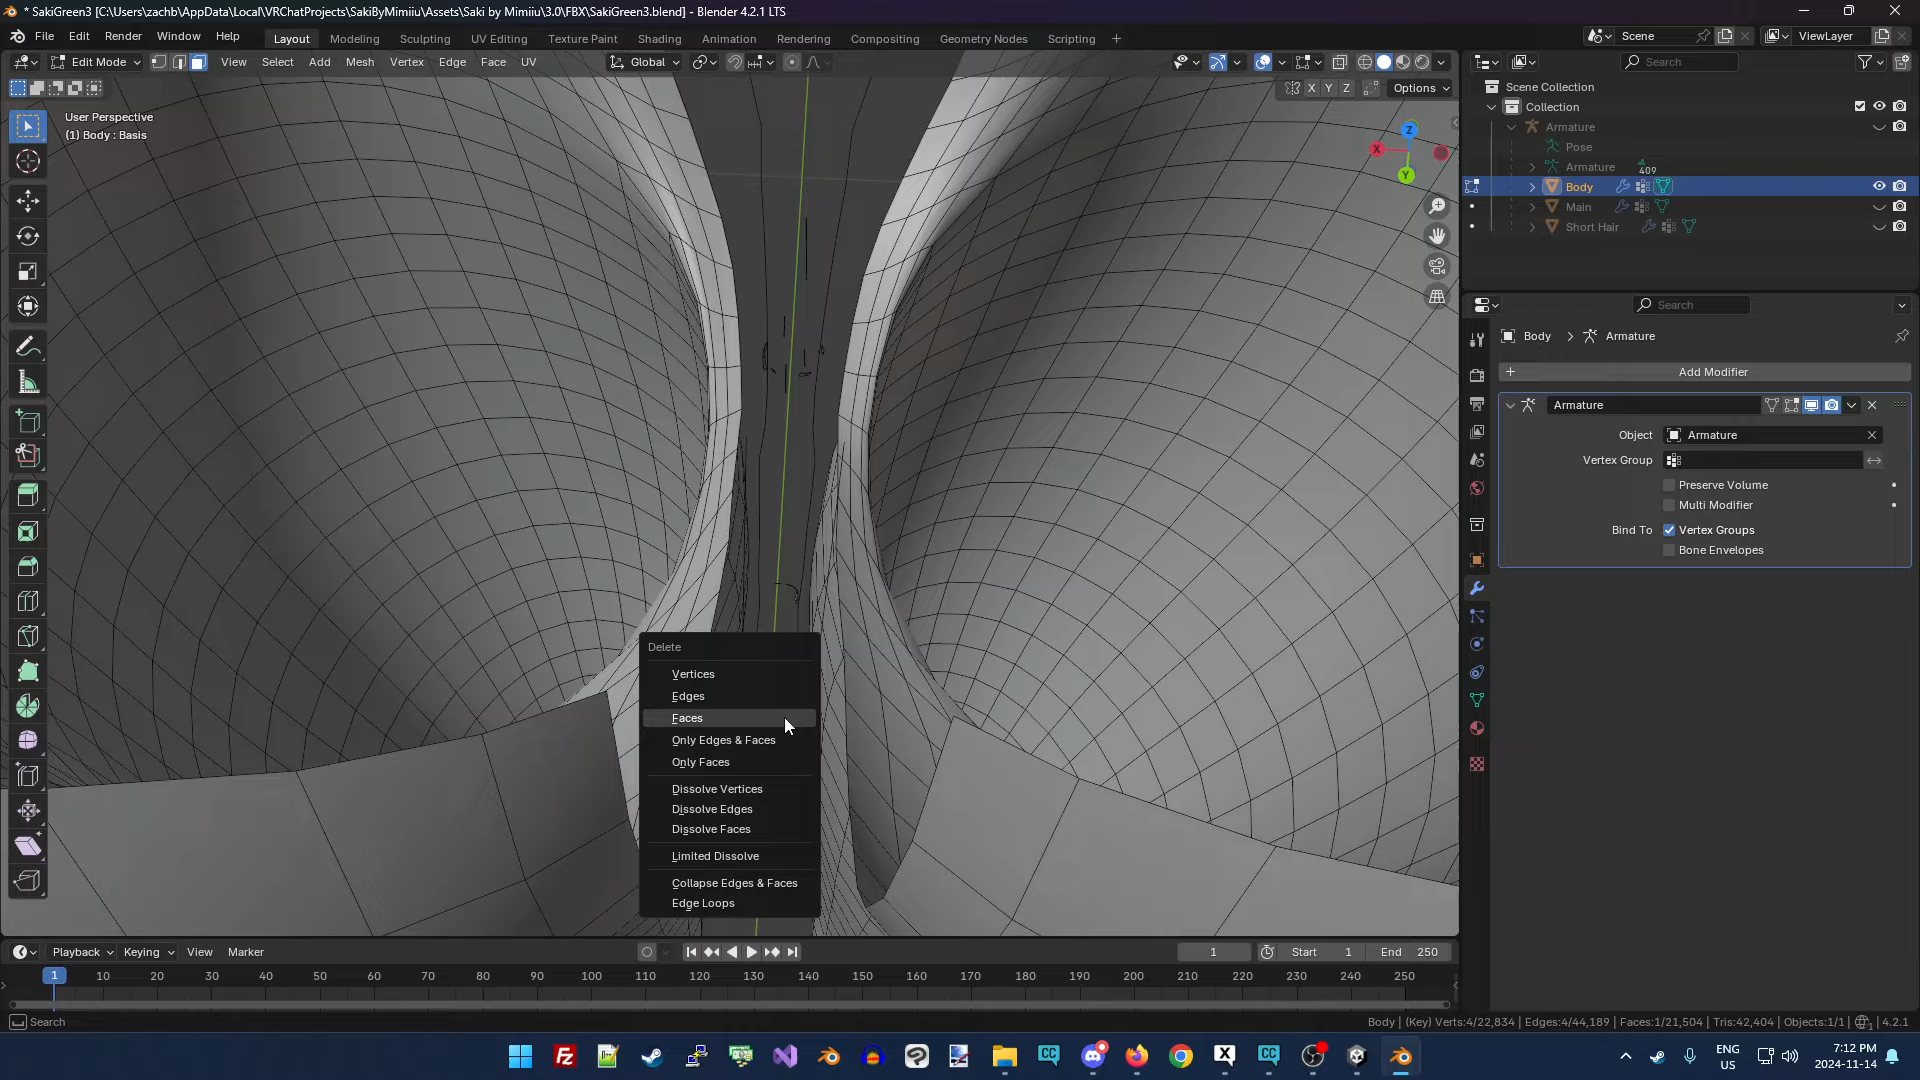 * SakiGreen3 [C:\Users\zachb\AppData\Local\VRChatProjects\SakiByMimiiu\Assets\Saki by Mimiiu\3.0\FBX\SakiGreen3.blend] - Blender 4.2.1 LTS
File Edit Render Window Help Layout Modeling Sculpting UV Editing Texture Paint Shading Animation Rendering Compositing Geometry Nodes Scripting + Scene ViewLayer
Edit Mode View Select Add Mesh Vertex Edge Face UV Global Search
X Y Z Options
User Perspective
(1) Body : Basis
Z
X
Y
Scene Collection
Collection
Armature
Pose
Armature 409
Body
Main
Short Hair
Search
Body > Armature
+ Add Modifier
Armature
Object Armature
Vertex Group
Preserve Volume
Multi Modifier
Bind To Vertex Groups
Bone Envelopes
Delete
Vertices
Edges
Faces
Only Edges & Faces
Only Faces
Dissolve Vertices
Dissolve Edges
Dissolve Faces
Limited Dissolve
Collapse Edges & Faces
Edge Loops
Playback Keying View Marker 1 Start 1 End 250
1 10 20 30 40 50 60 70 80 90 100 110 120 130 140 150 160 170 180 190 200 210 220 230 240 250
Search Body | (Key) Verts:4/22,834 | Edges:4/44,189 | Faces:1/21,504 | Tris:42,404 | Objects:1/1 | 1 | 4.2.1
Fz CC X CC
ENG
US
7:12 PM
2024-11-14